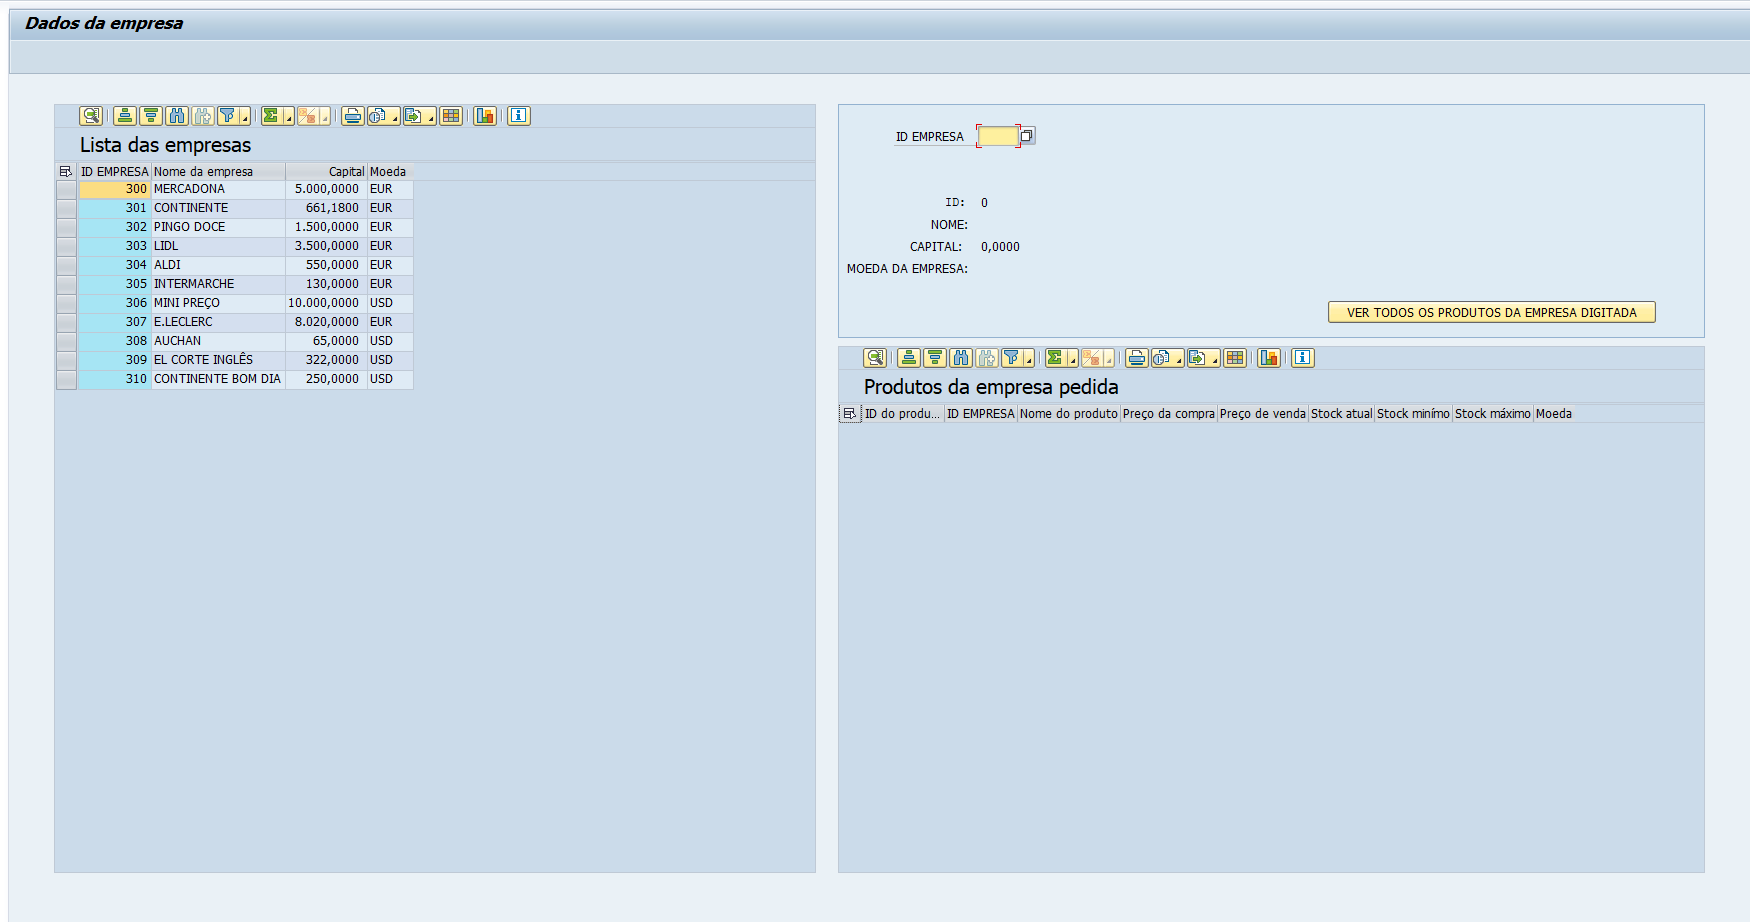 Dados da empresa
Lista das empresas
ID EMPRESA Nome da empresa Capital Moeda
300 MERCADONA 5.000,0000 EUR
301 CONTINENTE 661,1800 EUR
302 PINGO DOCE 1.500,0000 EUR
303 LIDL 3.500,0000 EUR
304 ALDI 550,0000 EUR
305 INTERMARCHE 130,0000 EUR
306 MINI PREÇO 10.000,0000 USD
307 E.LECLERC 8.020,0000 EUR
308 AUCHAN 65,0000 USD
309 EL CORTE INGLÊS 322,0000 USD
310 CONTINENTE BOM DIA 250,0000 USD
ID EMPRESA
ID: 0
NOME:
CAPITAL: 0,0000
MOEDA DA EMPRESA:
VER TODOS OS PRODUTOS DA EMPRESA DIGITADA
Produtos da empresa pedida
ID do produ... ID EMPRESA Nome do produto Preço da compra Preço de venda Stock atual Stock minímo Stock máximo Moeda